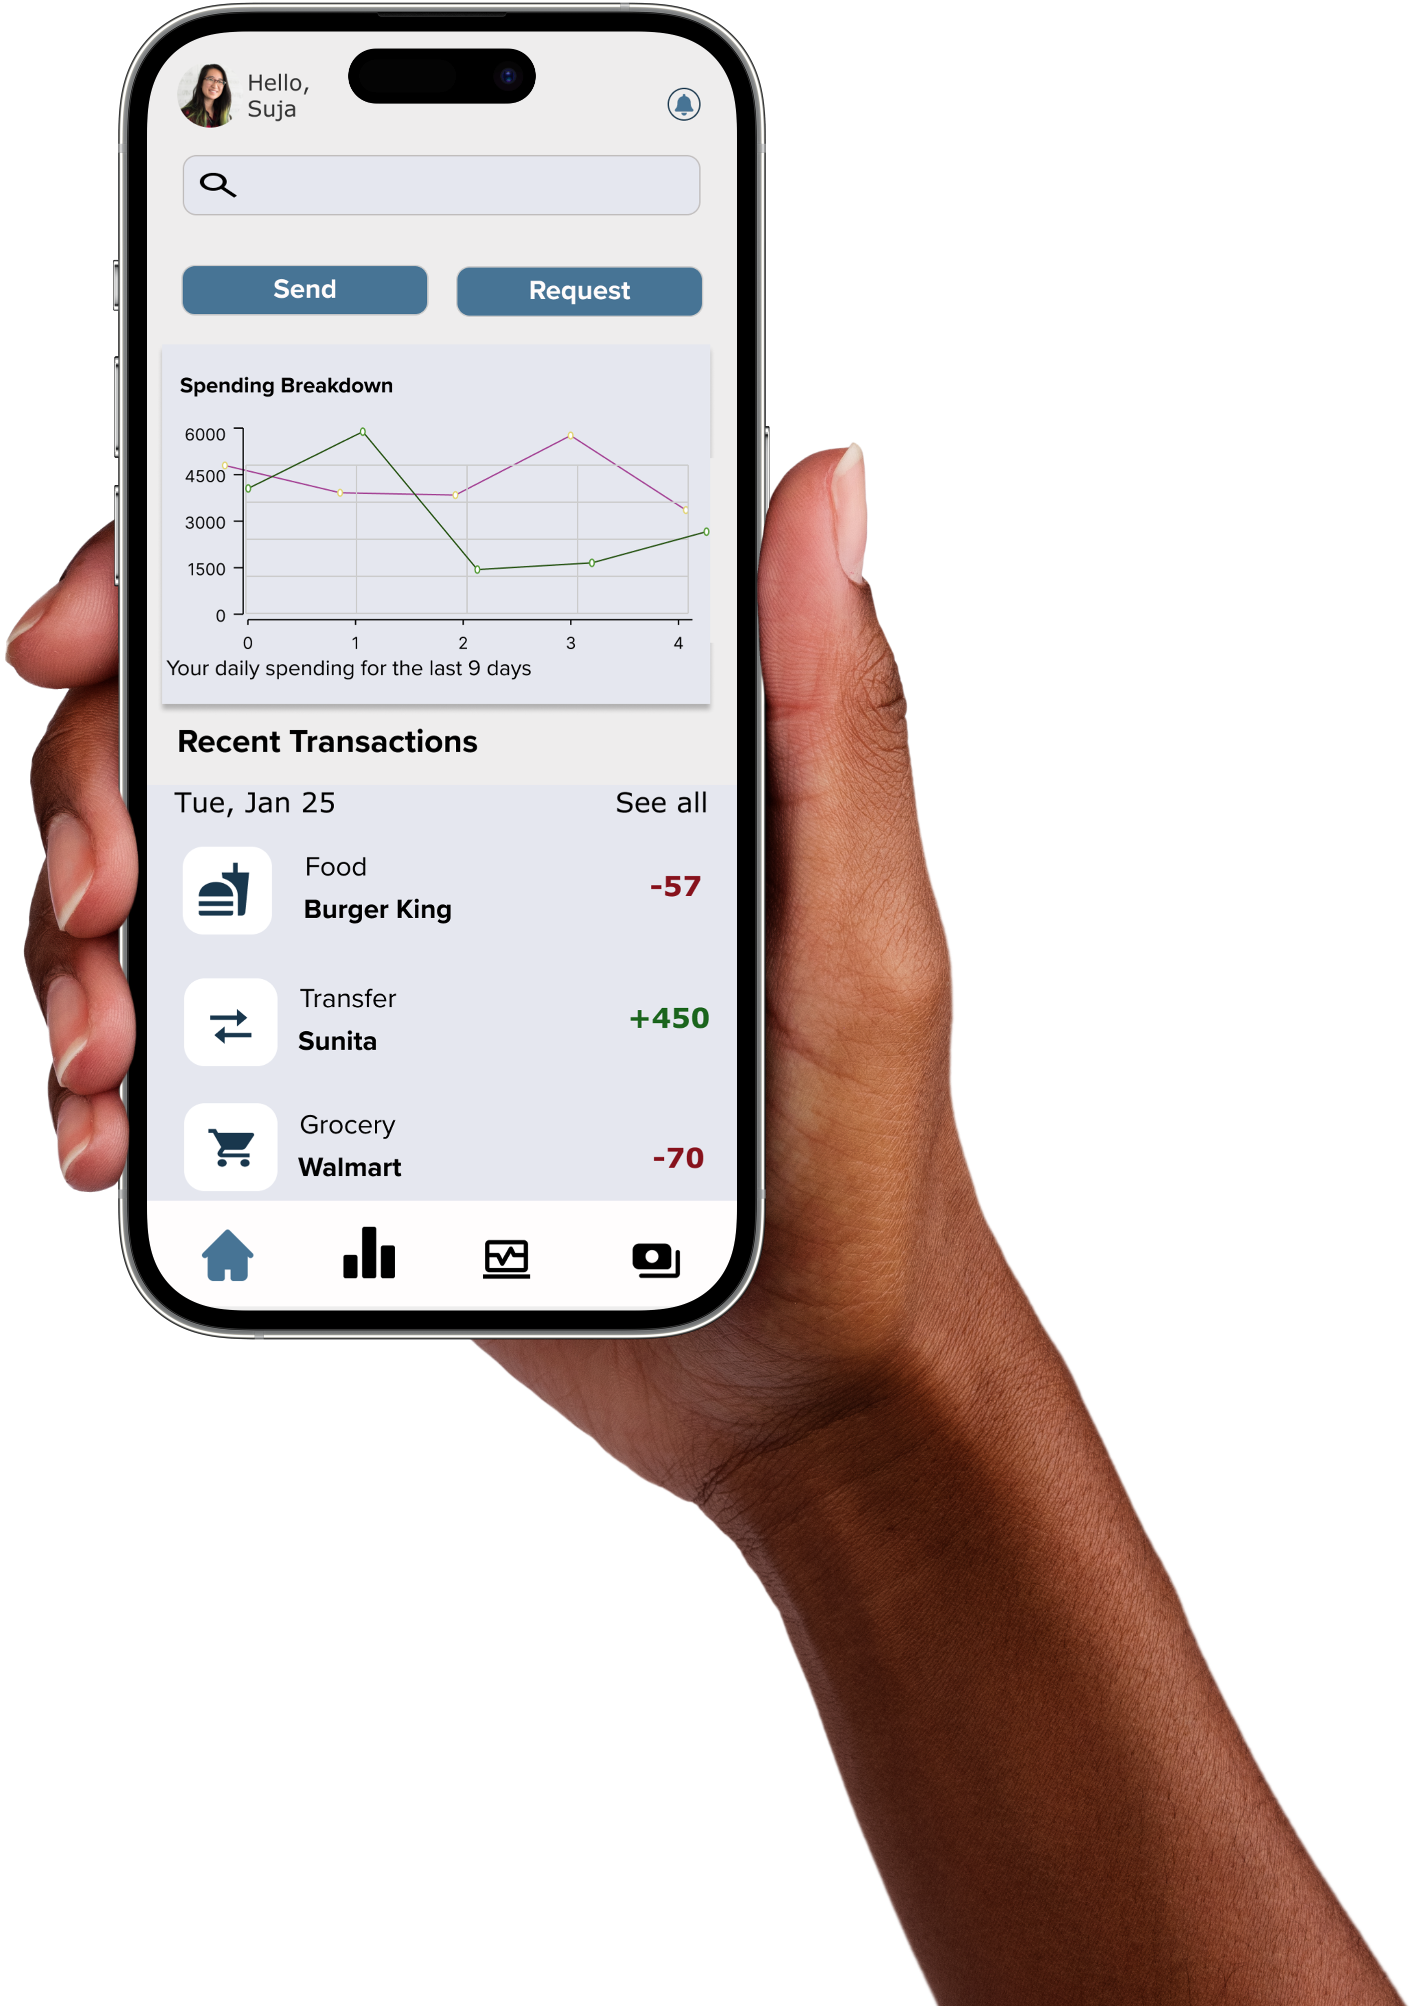 Hello,
Suja
Send
Request
Spending Breakdown
6000
4500
3000
1500
0
0 1 2 3 4
Your daily spending for the last 9 days
Recent Transactions
Tue, Jan 25 See all
Food
Burger King
-57
Transfer
Sunita
+450
Grocery
Walmart
-70